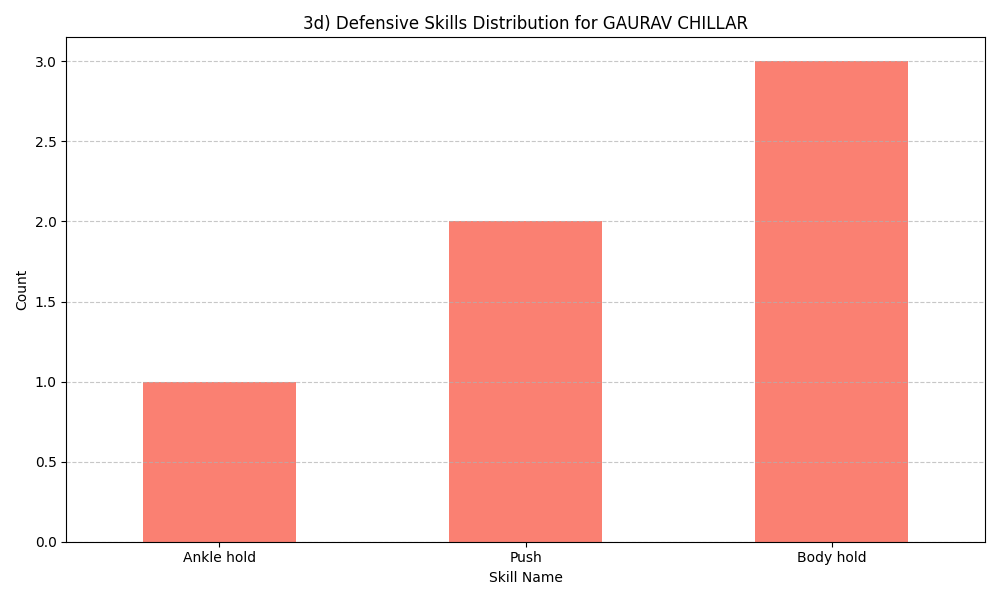 3d) Defensive Skills Distribution for GAURAV CHILLAR
3.0
2.5
2.0
1.5
1.0
0.5
0.0
Count
Ankle hold
Push
Body hold
Skill Name